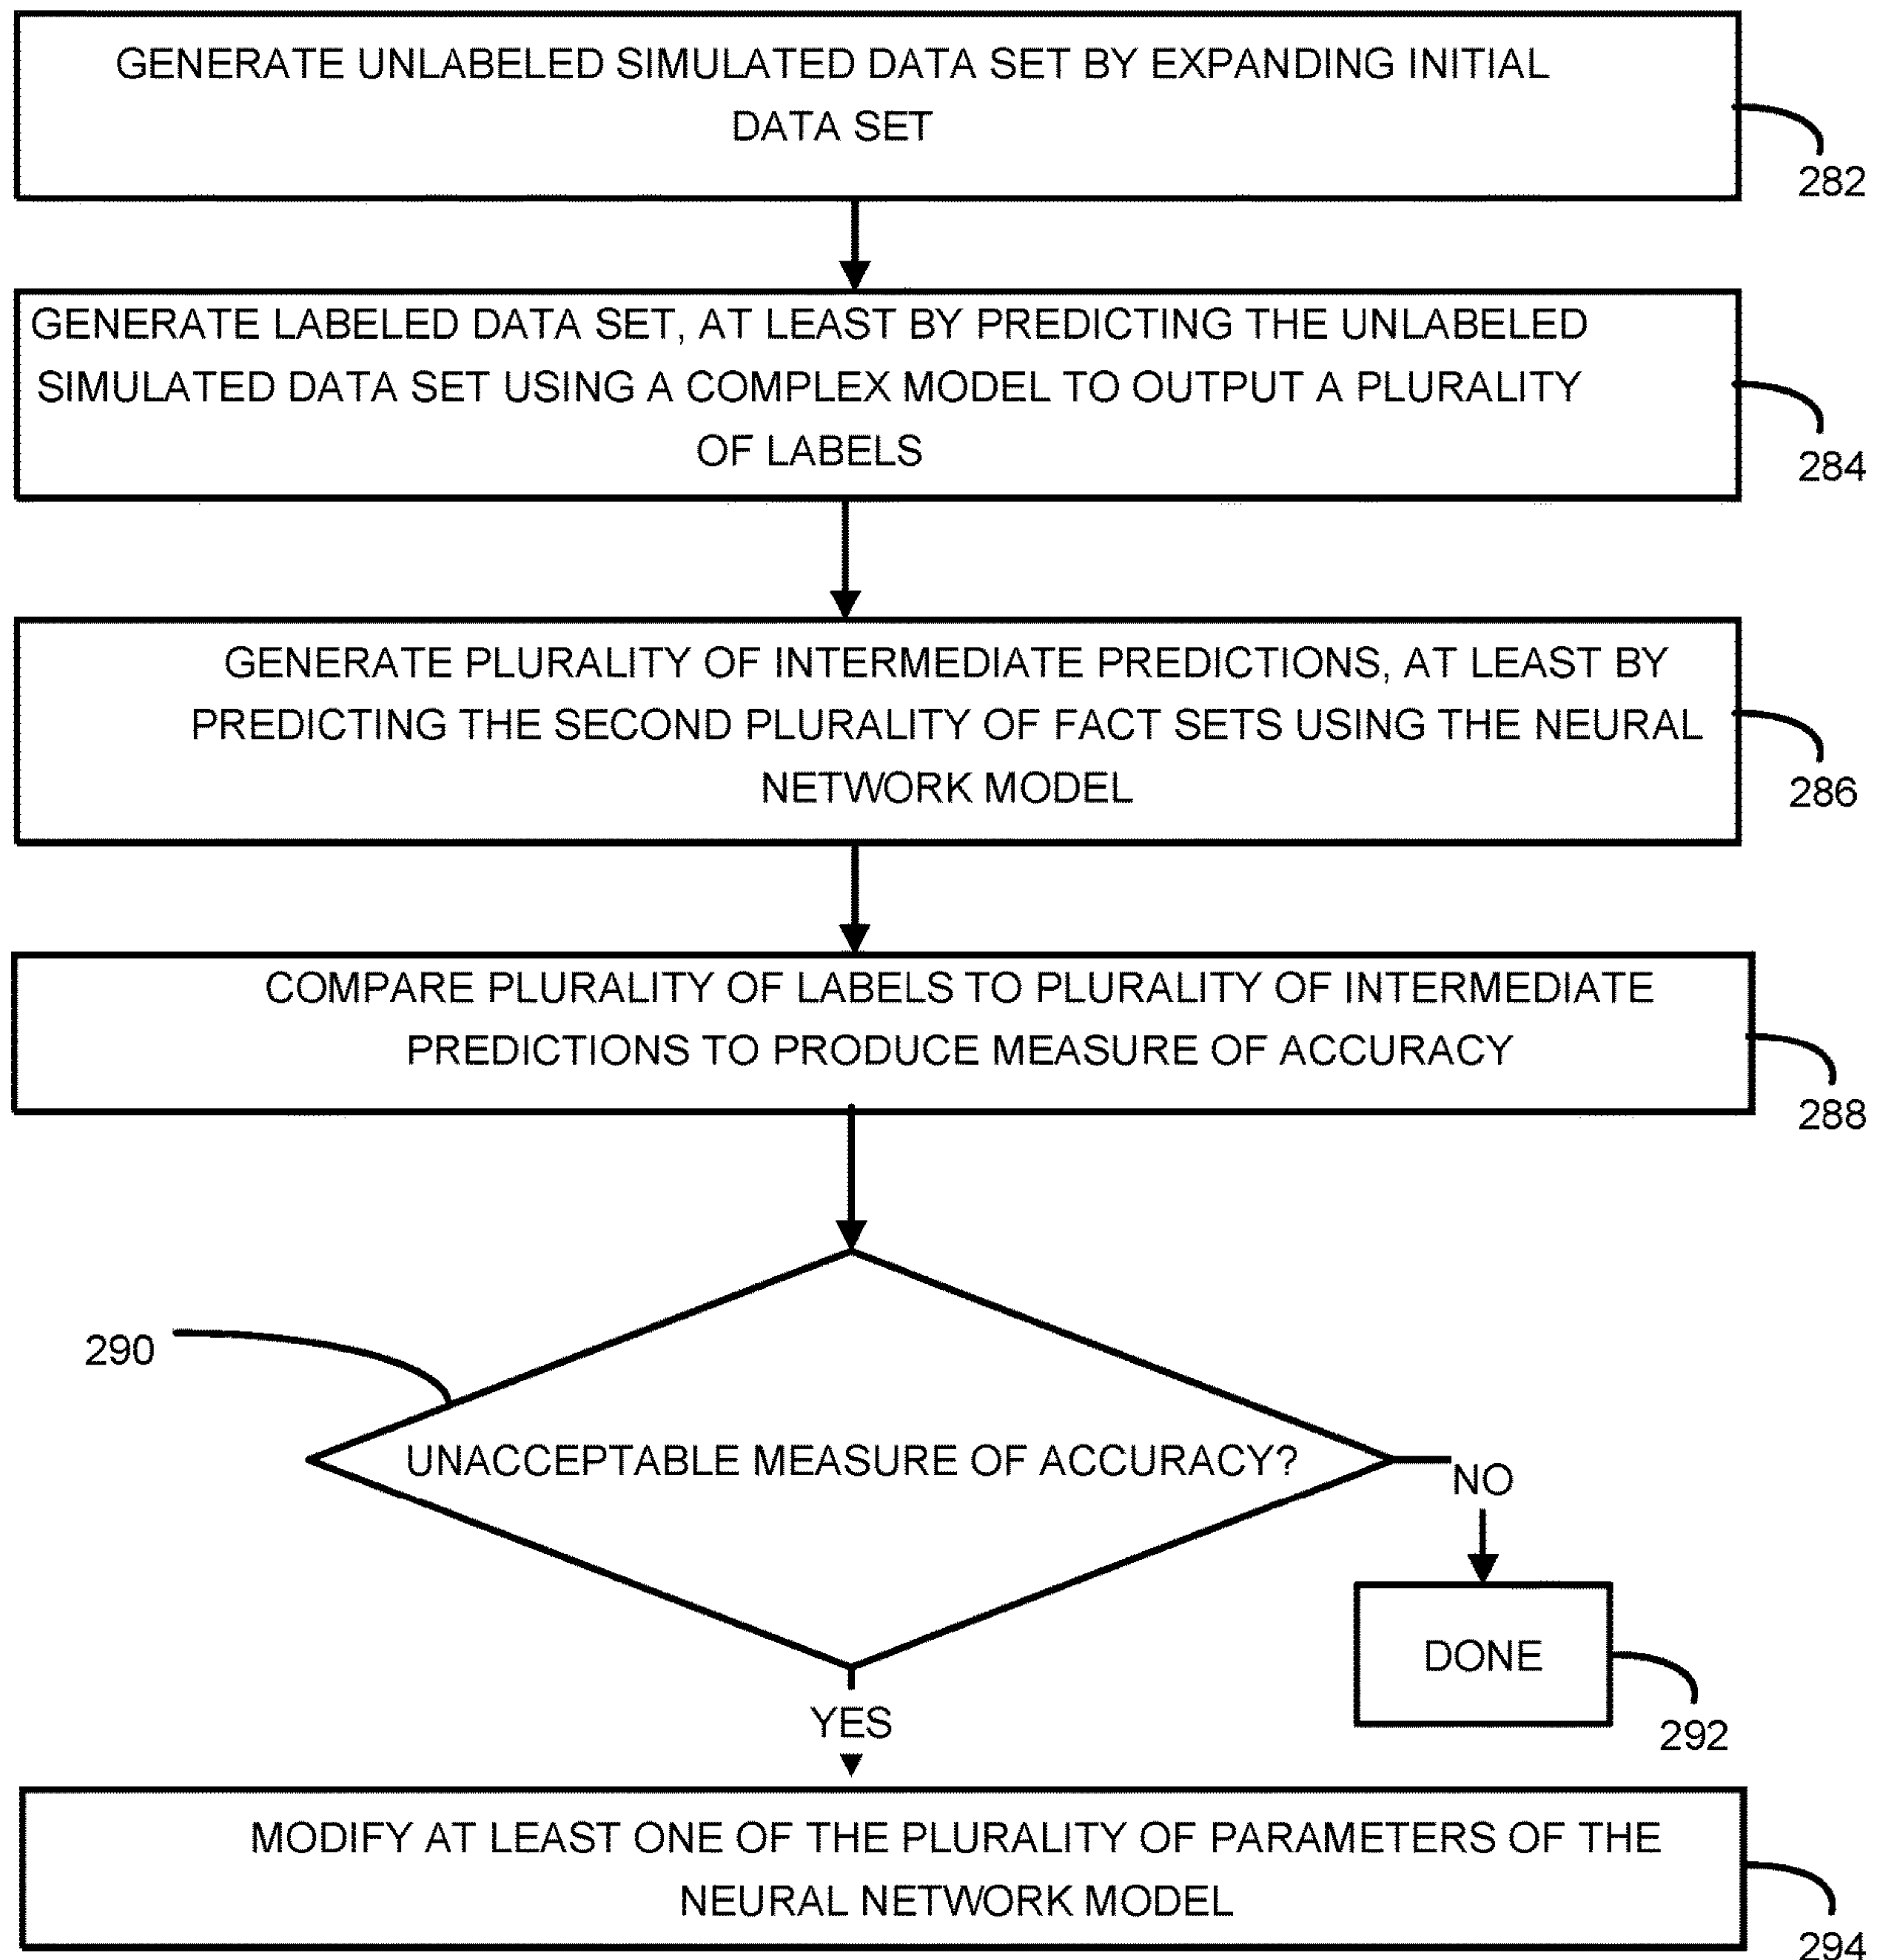 GENERATE UNLABELED SIMULATED DATA SET BY EXPANDING INITIAL
DATA SET
282
GENERATE LABELED DATA SET, AT LEAST BY PREDICTING THE UNLABELED
SIMULATED DATA SET USING A COMPLEX MODEL TO OUTPUT A PLURALITY
OF LABELS
284
GENERATE PLURALITY OF INTERMEDIATE PREDICTIONS, AT LEAST BY
PREDICTING THE SECOND PLURALITY OF FACT SETS USING THE NEURAL
NETWORK MODEL
286
COMPARE PLURALITY OF LABELS TO PLURALITY OF INTERMEDIATE
PREDICTIONS TO PRODUCE MEASURE OF ACCURACY
288
290
UNACCEPTABLE MEASURE OF ACCURACY?
NO
DONE
292
YES
MODIFY AT LEAST ONE OF THE PLURALITY OF PARAMETERS OF THE
NEURAL NETWORK MODEL
294